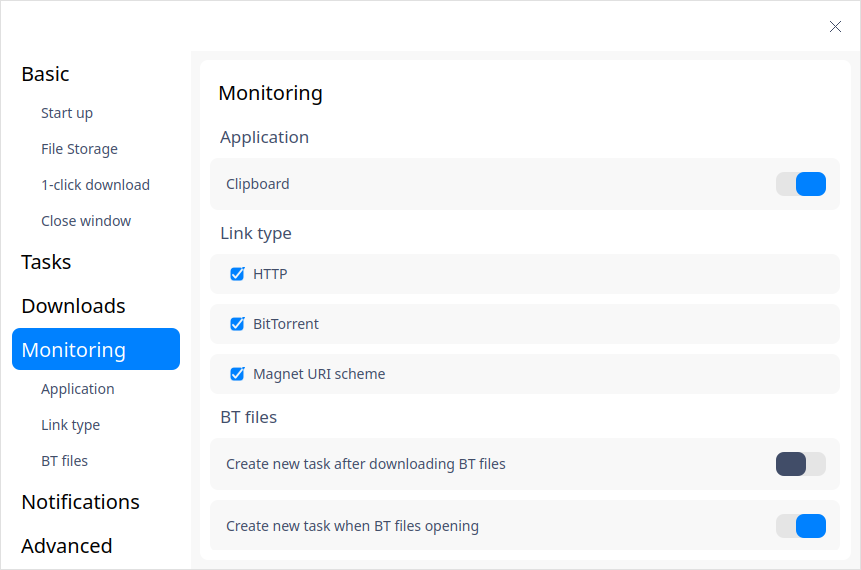 Basic
Start up
File Storage
1-click download
Close window
Tasks
Downloads
Monitoring
Application
Link type
BT files
Notifications
Advanced
Monitoring
Application
Clipboard
Link type
HTTP
BitTorrent
Magnet URI scheme
BT files
Create new task after downloading BT files
Create new task when BT files opening